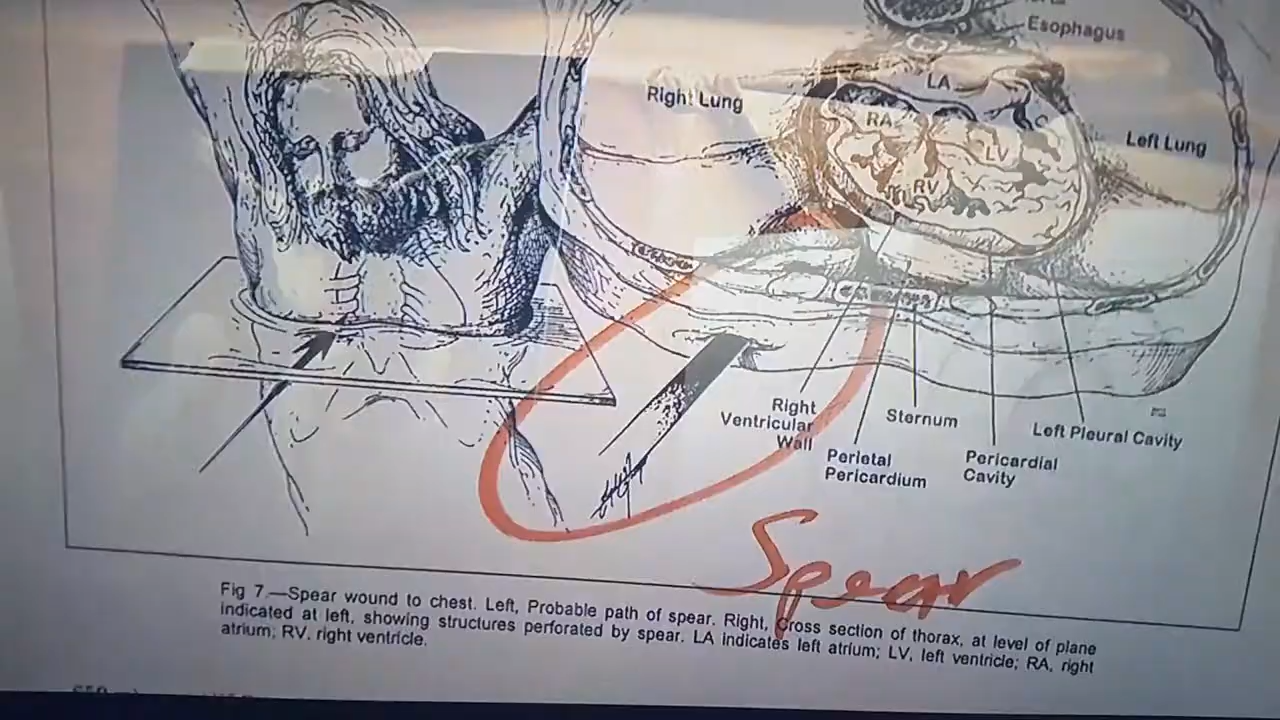 Esophagus
LA
Right Lung
RA
LV
Left Lung
RV
Right
Ventricular
Wall
Perietal
Pericardium
Sternum
Pericardial
Cavity
Left Pleural Cavity
Spear
Fig 7.—Spear wound to chest. Left, Probable path of spear. Right, Cross section of thorax, at level of plane
indicated at left, showing structures perforated by spear. LA indicates left atrium; LV, left ventricle; RA, right
atrium; RV, right ventricle.